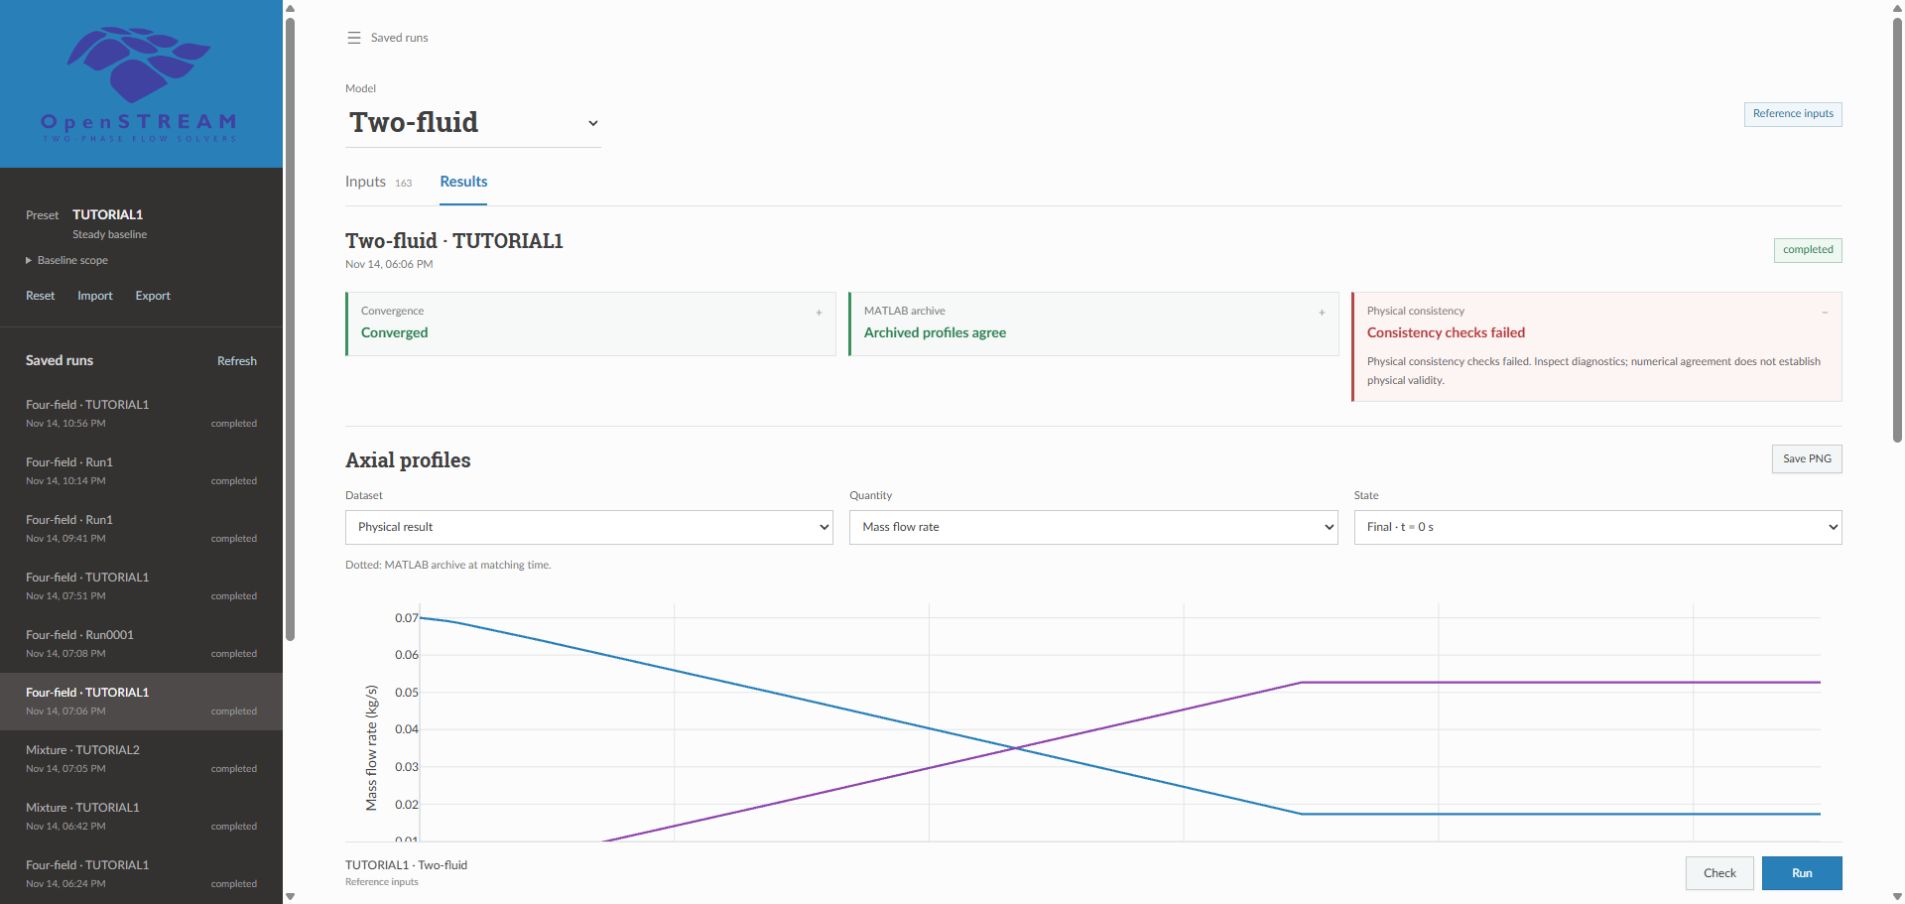 OpenSTREAM
TWO-PHASE FLOW SOLVERS
Preset TUTORIAL1
Steady baseline
Baseline scope
Reset Import Export
Saved runs Refresh
Four-field · TUTORIAL1
Nov 14, 10:56 PM completed
Four-field · Run1
Nov 14, 10:14 PM completed
Four-field · Run1
Nov 14, 09:41 PM completed
Four-field · TUTORIAL1
Nov 14, 07:51 PM completed
Four-field · Run0001
Nov 14, 07:08 PM completed
Four-field · TUTORIAL1
Nov 14, 07:06 PM completed
Mixture · TUTORIAL2
Nov 14, 07:05 PM completed
Mixture · TUTORIAL1
Nov 14, 06:42 PM completed
Four-field · TUTORIAL1
Nov 14, 06:24 PM completed
Saved runs
Model
Two-fluid
Reference inputs
Inputs 163 Results
Two-fluid · TUTORIAL1
Nov 14, 06:06 PM
completed
Convergence +
Converged
MATLAB archive +
Archived profiles agree
Physical consistency −
Consistency checks failed
Physical consistency checks failed. Inspect diagnostics; numerical agreement does not establish
physical validity.
Axial profiles
Save PNG
Dataset Quantity State
Physical result Mass flow rate Final · t = 0 s
Dotted: MATLAB archive at matching time.
Mass flow rate (kg/s)
0.07
0.06
0.05
0.04
0.03
0.02
0.01
TUTORIAL1 · Two-fluid
Reference inputs
Check Run